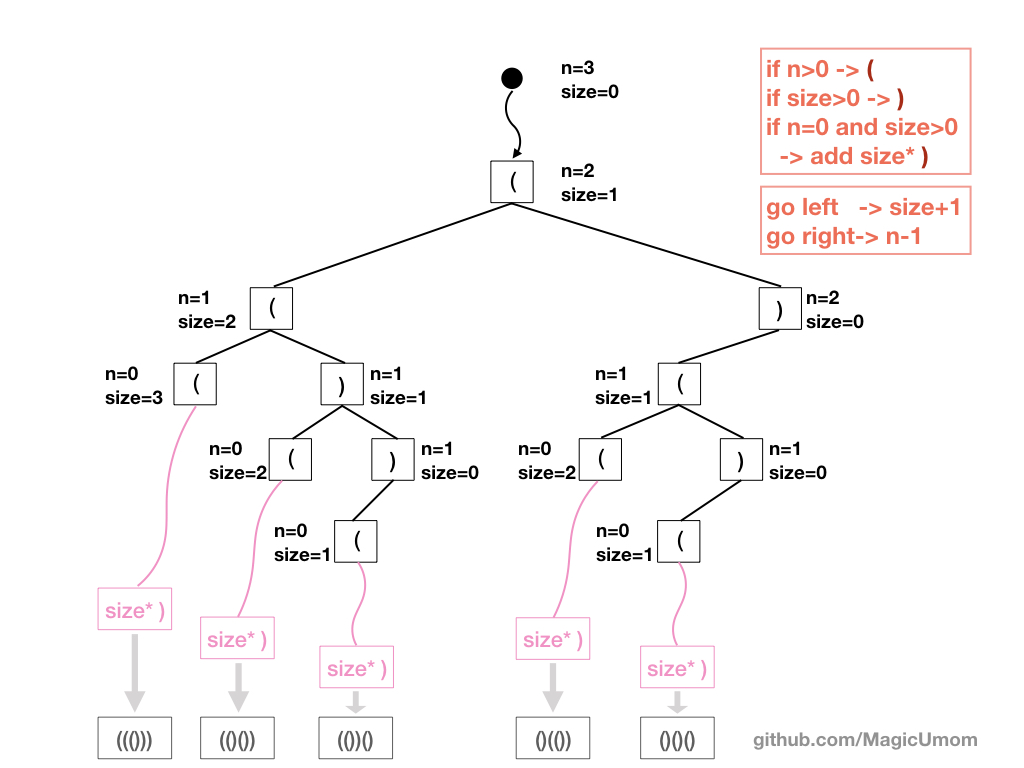 n=3
size=0
if n>0 -> (
if size>0 -> )
if n=0 and size>0
-> add size* )
(
n=2
size=1
go left -> size+1
go right-> n-1
n=1
size=2
(
)
n=2
size=0
n=0
size=3
(
)
n=1
size=1
n=1
size=1
(
n=0
size=2
(
)
n=1
size=0
n=0
size=2
(
)
n=1
size=0
n=0
size=1
(
n=0
size=1
(
size* )
size* )
size* )
size* )
size* )
((()))
(()())
(())()
()(())
()()()
github.com/MagicUmom